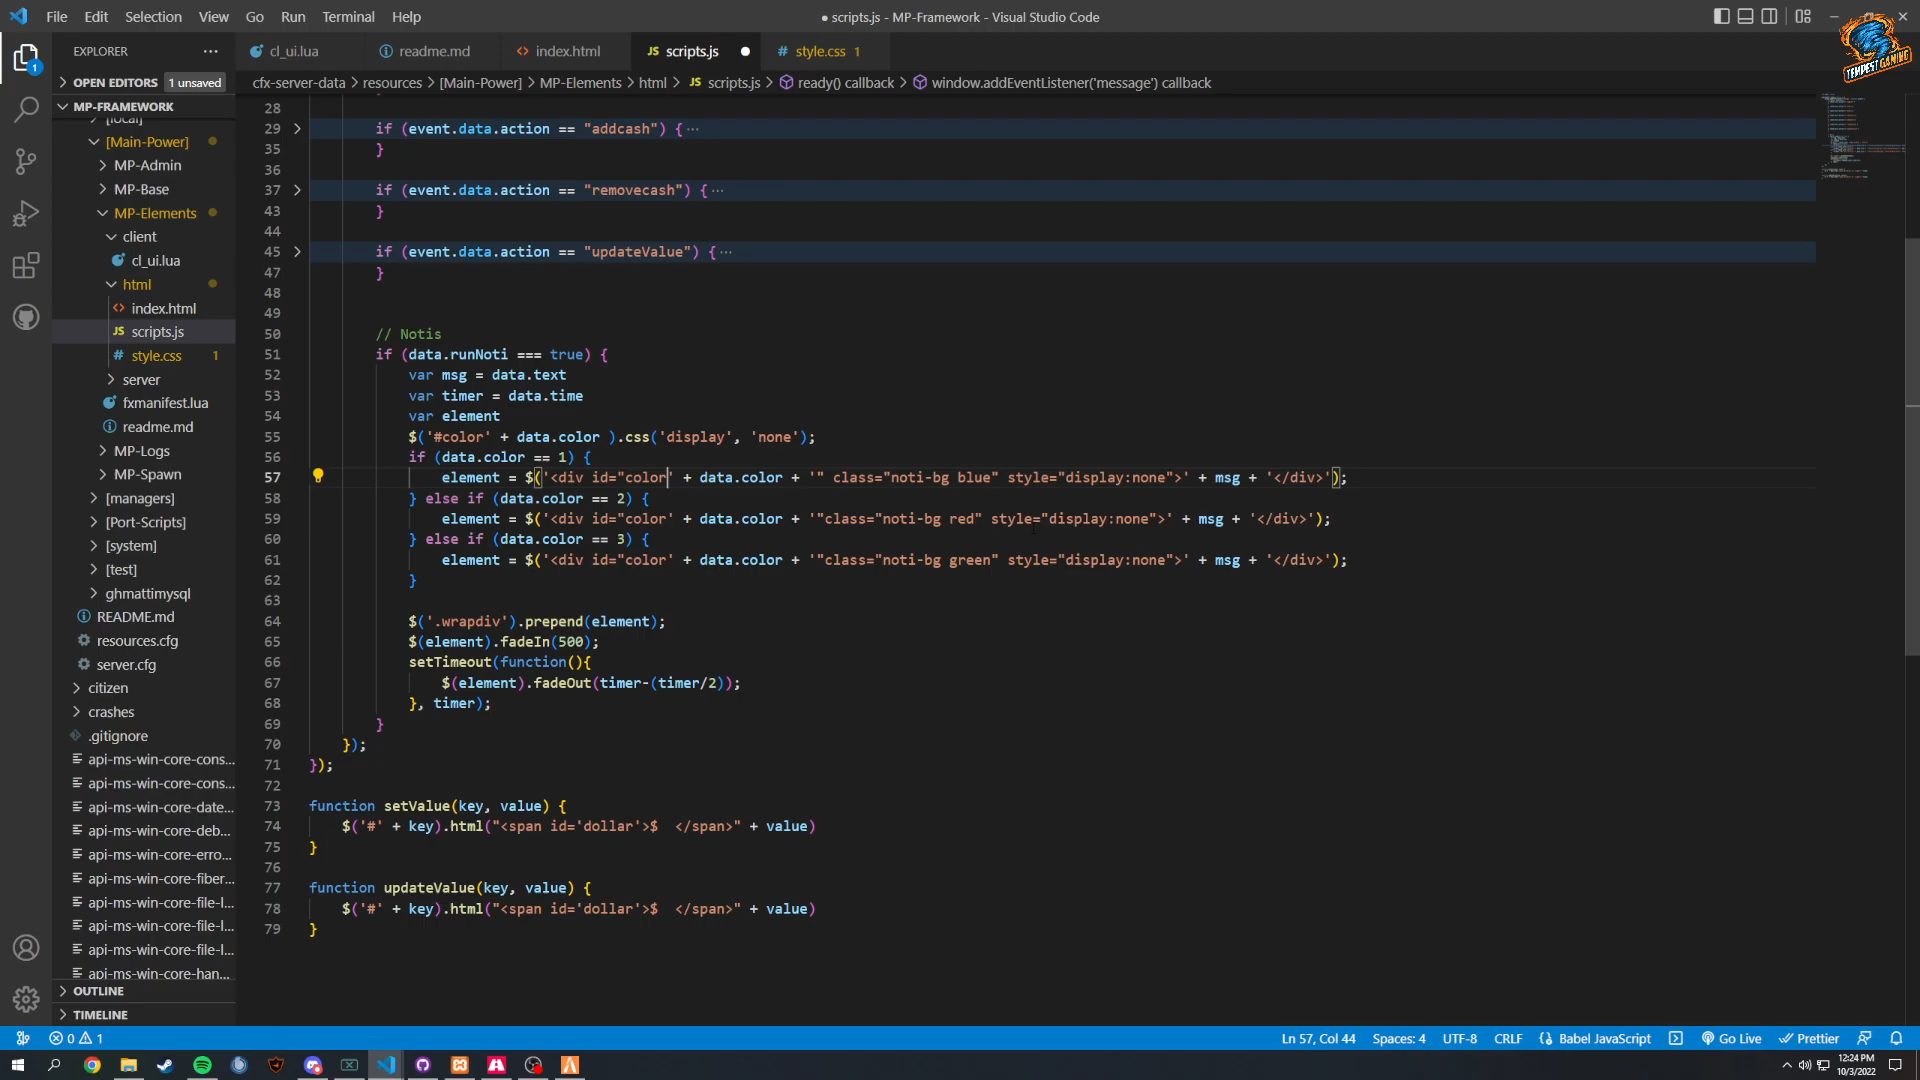 File Edit Selection View Go Run Terminal Help
● scripts.js - MP-Framework - Visual Studio Code
TEMPEST GAMING
EXPLORER ···
cl_ui.lua readme.md index.html JS scripts.js # style.css 1
OPEN EDITORS 1 unsaved
cfx-server-data > resources > [Main-Power] > MP-Elements > html > JS scripts.js > ready() callback > window.addEventListener('message') callback
MP-FRAMEWORK
[local]
[Main-Power]
MP-Admin
MP-Base
MP-Elements
client
cl_ui.lua
html
index.html
JS scripts.js
# style.css 1
server
fxmanifest.lua
readme.md
MP-Logs
MP-Spawn
[managers]
[Port-Scripts]
[system]
[test]
ghmattimysql
README.md
resources.cfg
server.cfg
citizen
crashes
.gitignore
api-ms-win-core-cons...
api-ms-win-core-cons...
api-ms-win-core-date...
api-ms-win-core-deb...
api-ms-win-core-erro...
api-ms-win-core-fiber...
api-ms-win-core-file-l...
api-ms-win-core-file-l...
api-ms-win-core-file-l...
api-ms-win-core-han...
OUTLINE
TIMELINE
28
29 if (event.data.action == "addcash") {···
35 }
36
37 if (event.data.action == "removecash") {···
43 }
44
45 if (event.data.action == "updateValue") {···
47 }
48
49
50 // Notis
51 if (data.runNoti === true) {
52 var msg = data.text
53 var timer = data.time
54 var element
55 $('#color' + data.color ).css('display', 'none');
56 if (data.color == 1) {
57 element = $('<div id="color' + data.color + '" class="noti-bg blue" style="display:none">' + msg + '</div>');
58 } else if (data.color == 2) {
59 element = $('<div id="color' + data.color + '"class="noti-bg red" style="display:none">' + msg + '</div>');
60 } else if (data.color == 3) {
61 element = $('<div id="color' + data.color + '"class="noti-bg green" style="display:none">' + msg + '</div>');
62 }
63
64 $('.wrapdiv').prepend(element);
65 $(element).fadeIn(500);
66 setTimeout(function(){
67 $(element).fadeOut(timer-(timer/2));
68 }, timer);
69 }
70 });
71 });
72
73 function setValue(key, value) {
74 $('#' + key).html("<span id='dollar'>$  </span>" + value)
75 }
76
77 function updateValue(key, value) {
78 $('#' + key).html("<span id='dollar'>$  </span>" + value)
79 }
0 1 Ln 57, Col 44 Spaces: 4 UTF-8 CRLF Babel JavaScript Go Live Prettier
12:24 PM
10/3/2022